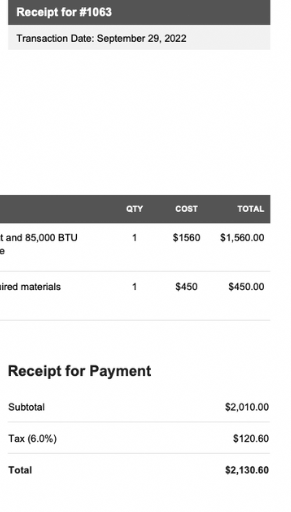 Receipt for #1063
Transaction Date: September 29, 2022
QTY COST TOTAL
t and 85,000 BTU 1 $1560 $1,560.00
e
ired materials 1 $450 $450.00
Receipt for Payment
Subtotal $2,010.00
Tax (6.0%) $120.60
Total $2,130.60